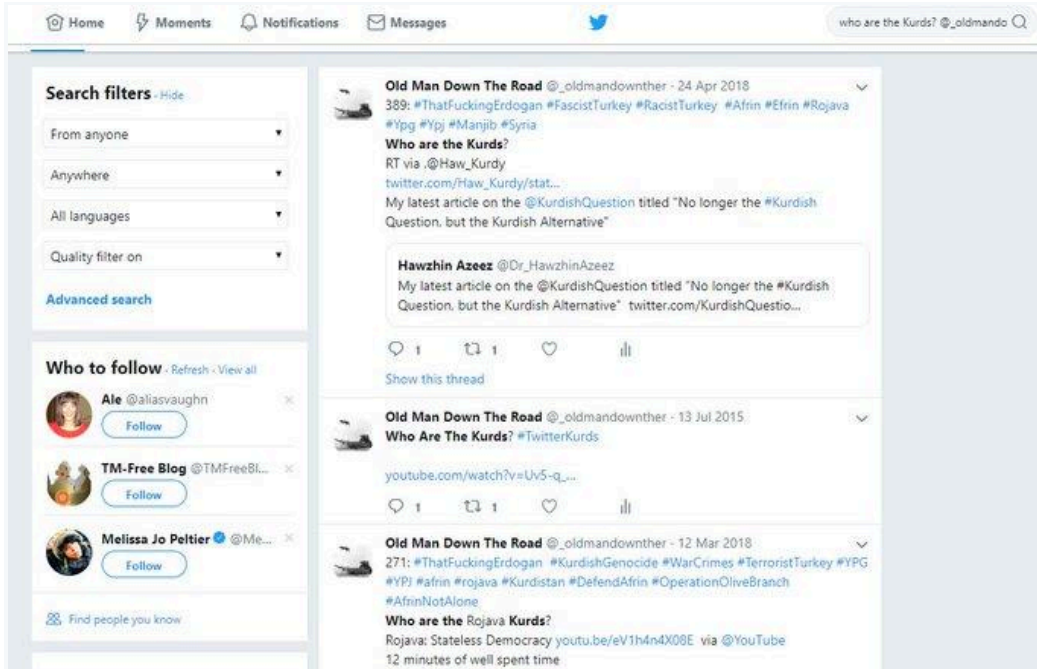 Home Moments Notifications Messages who are the Kurds? @_oldmando
Search filters · Hide
From anyone
Anywhere
All languages
Quality filter on
Advanced search
Who to follow · Refresh · View all
Ale @aliasvaughn
Follow
TM-Free Blog @TMFreeBl...
Follow
Melissa Jo Peltier @Me...
Follow
Find people you know
Old Man Down The Road @_oldmandownther · 24 Apr 2018
389: #ThatFuckingErdogan #FascistTurkey #RacistTurkey #Afrin #Efrin #Rojava
#Ypg #Ypj #Manjib #Syria
Who are the Kurds?
RT via .@Haw_Kurdy
twitter.com/Haw_Kurdy/stat...
My latest article on the @KurdishQuestion titled "No longer the #Kurdish
Question, but the Kurdish Alternative"
Hawzhin Azeez @Dr_HawzhinAzeez
My latest article on the @KurdishQuestion titled "No longer the #Kurdish
Question, but the Kurdish Alternative" twitter.com/KurdishQuestio...
1 1
Show this thread
Old Man Down The Road @_oldmandownther · 13 Jul 2015
Who Are The Kurds? #TwitterKurds
youtube.com/watch?v=Uv5-q_...
1 1
Old Man Down The Road @_oldmandownther · 12 Mar 2018
271: #ThatFuckingErdogan #KurdishGenocide #WarCrimes #TerroristTurkey #YPG
#YPJ #afrin #rojava #Kurdistan #DefendAfrin #OperationOliveBranch
#AfrinNotAlone
Who are the Rojava Kurds?
Rojava: Stateless Democracy youtu.be/eV1h4n4X08E via @YouTube
12 minutes of well spent time